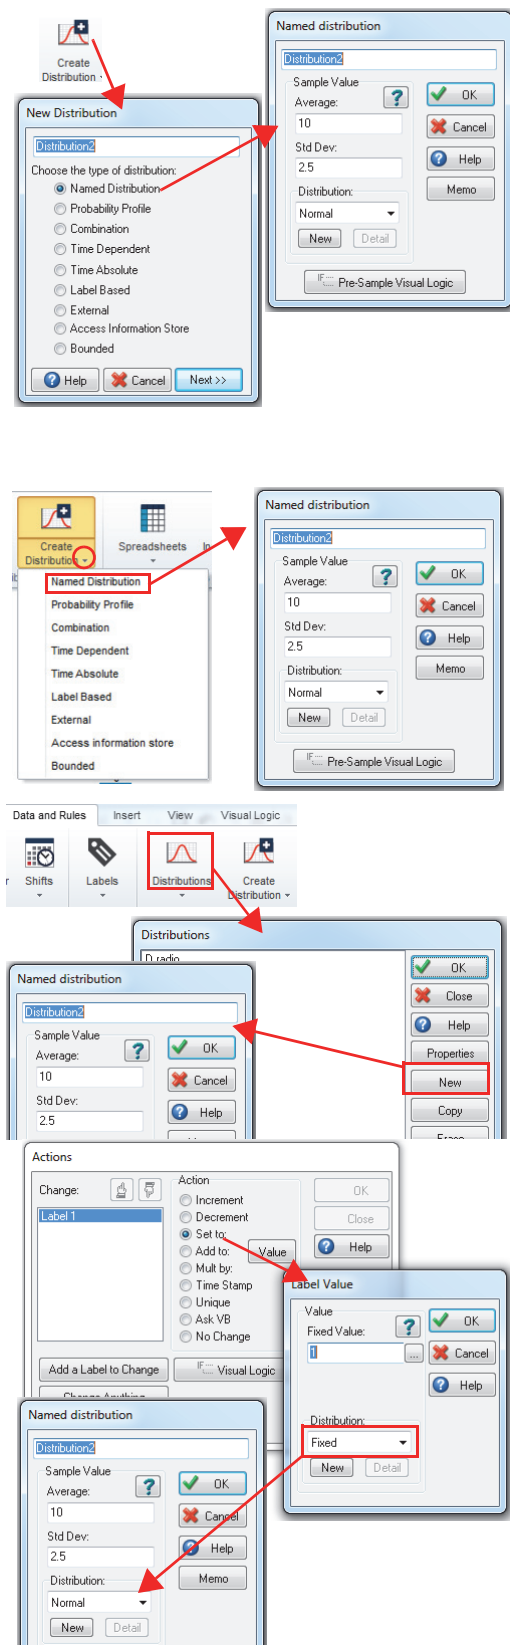 Create
Distribution
New Distribution
Distribution2
Choose the type of distribution:
Named Distribution
Probability Profile
Combination
Time Dependent
Time Absolute
Label Based
External
Access Information Store
Bounded
Help
Cancel
Next >>
Named distribution
Distribution2
Sample Value
Average:
10
Std Dev:
2.5
Distribution:
Normal
New
Detail
OK
Cancel
Help
Memo
Pre-Sample Visual Logic
Create
Distribution
Spreadsheets
Named Distribution
Probability Profile
Combination
Time Dependent
Time Absolute
Label Based
External
Access information store
Bounded
Named distribution
Distribution2
Sample Value
Average:
10
Std Dev:
2.5
Distribution:
Normal
New
Detail
OK
Cancel
Help
Memo
Pre-Sample Visual Logic
Data and Rules Insert View Visual Logic
Shifts
Labels
Distributions
Create
Distribution
Distributions
D radio
OK
Close
Help
Properties
New
Copy
Erase
Named distribution
Distribution2
Sample Value
Average:
10
Std Dev:
2.5
OK
Cancel
Help
Actions
Change:
Label 1
Action
Increment
Decrement
Set to:
Add to:
Mult by:
Time Stamp
Unique
Ask VB
No Change
Value
OK
Close
Help
Add a Label to Change
Visual Logic
Change Anything
Label Value
Value
Fixed Value:
1
...
Distribution:
Fixed
New
Detail
OK
Cancel
Help
Named distribution
Distribution2
Sample Value
Average:
10
Std Dev:
2.5
Distribution:
Normal
New
Detail
OK
Cancel
Help
Memo